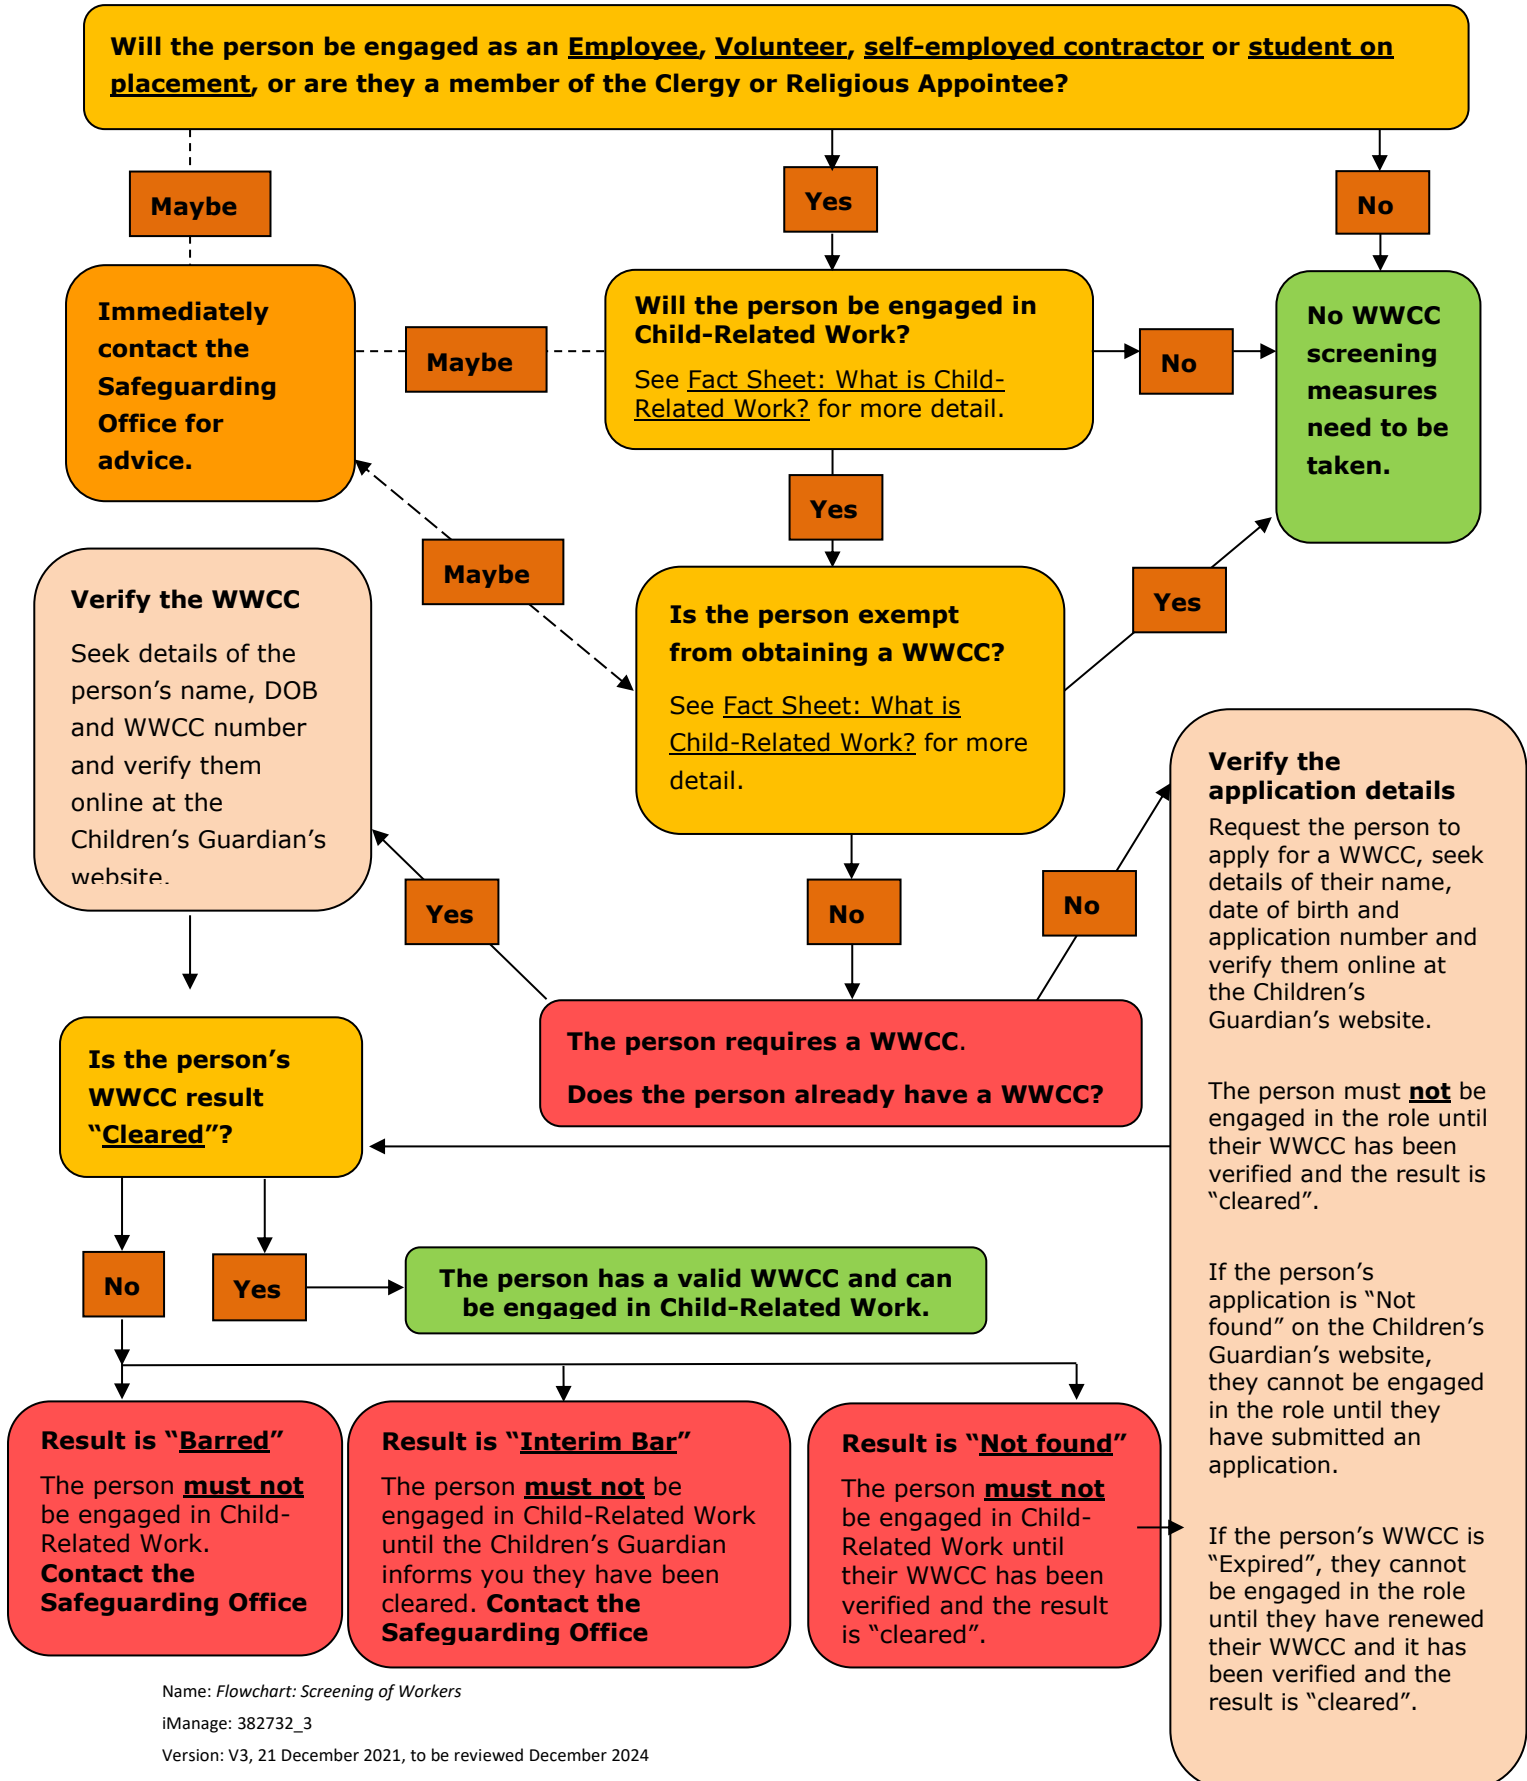 Will the person be engaged as an Employee, Volunteer, self-employed contractor or student on
placement, or are they a member of the Clergy or Religious Appointee?
Maybe
Yes
No
Immediately
contact the
Safeguarding
Office for
advice.
Maybe
Will the person be engaged in
Child-Related Work?
See Fact Sheet: What is Child-
Related Work? for more detail.
No
No WWCC
screening
measures
need to be
taken.
Yes
Maybe
Yes
Verify the WWCC
Seek details of the
person’s name, DOB
and WWCC number
and verify them
online at the
Children’s Guardian’s
website.
Is the person exempt
from obtaining a WWCC?
See Fact Sheet: What is
Child-Related Work? for more
detail.
Yes
No
No
Verify the
application details
Request the person to
apply for a WWCC, seek
details of their name,
date of birth and
application number and
verify them online at
the Children’s
Guardian’s website.
The person must not be
engaged in the role until
their WWCC has been
verified and the result is
“cleared”.
If the person’s
application is “Not
found” on the Children’s
Guardian’s website,
they cannot be engaged
in the role until they
have submitted an
application.
If the person’s WWCC is
“Expired”, they cannot
be engaged in the role
until they have renewed
their WWCC and it has
been verified and the
result is “cleared”.
The person requires a WWCC.
Does the person already have a WWCC?
Is the person’s
WWCC result
“Cleared”?
No
Yes
The person has a valid WWCC and can
be engaged in Child-Related Work.
Result is “Barred”
The person must not
be engaged in Child-
Related Work.
Contact the
Safeguarding Office
Result is “Interim Bar”
The person must not be
engaged in Child-Related Work
until the Children’s Guardian
informs you they have been
cleared. Contact the
Safeguarding Office
Result is “Not found”
The person must not
be engaged in Child-
Related Work until
their WWCC has been
verified and the result
is “cleared”.
Name: Flowchart: Screening of Workers
iManage: 382732_3
Version: V3, 21 December 2021, to be reviewed December 2024